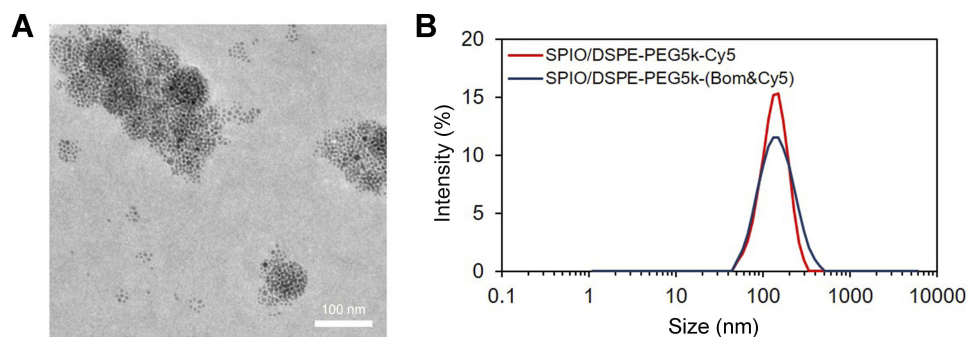 A
100 nm
B
20
15
10
5
0
Intensity (%)
SPIO/DSPE-PEG5k-Cy5
SPIO/DSPE-PEG5k-(Bom&Cy5)
0.1 1 10 100 1000 10000
Size (nm)